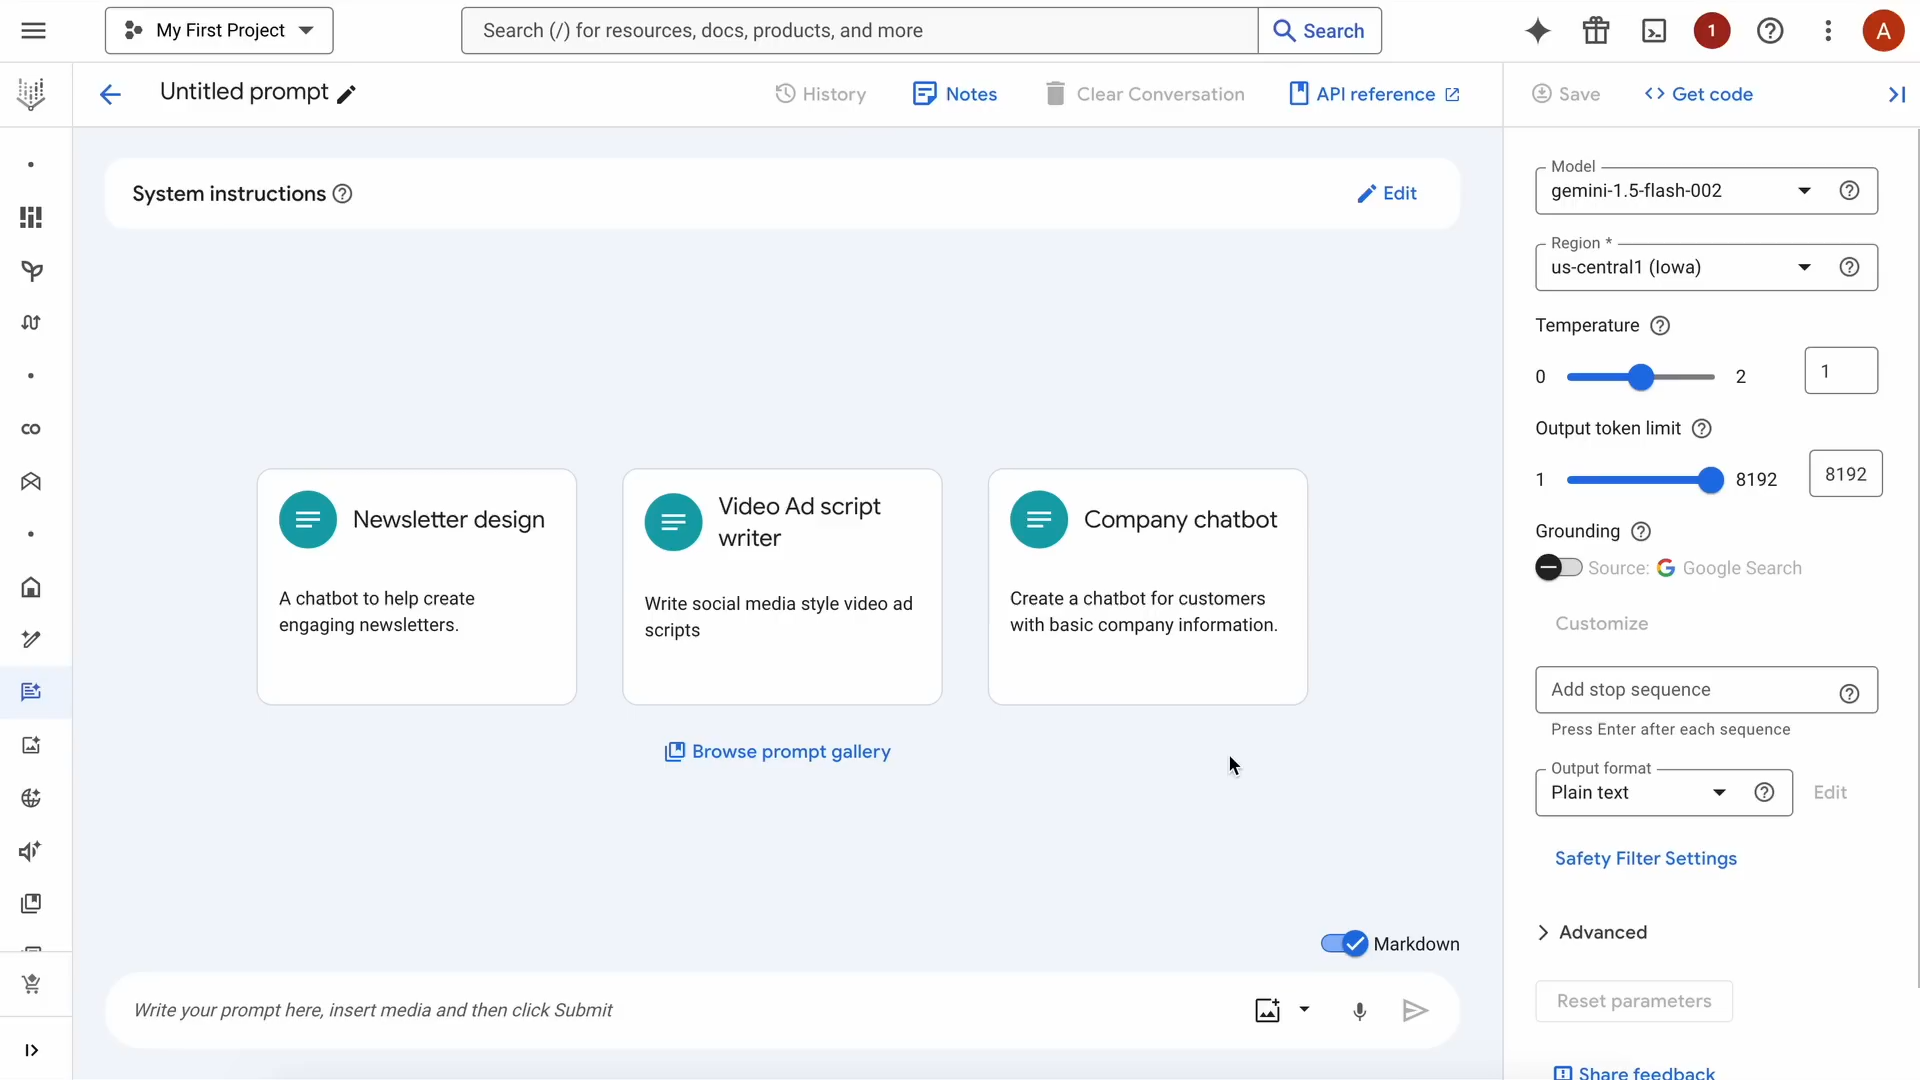 My First Project
Search (/) for resources, docs, products, and more
Search
1
A
Untitled prompt
History
Notes
Clear Conversation
API reference
Save
Get code
System instructions
Edit
Model
gemini-1.5-flash-002
Region *
us-central1 (Iowa)
Temperature
0
2
1
Output token limit
1
8192
8192
Grounding
Source: Google Search
Customize
Add stop sequence
Press Enter after each sequence
Output format
Plain text
Edit
Safety Filter Settings
Advanced
Reset parameters
Share feedback
Newsletter design
A chatbot to help create
engaging newsletters.
Video Ad script
writer
Write social media style video ad
scripts
Company chatbot
Create a chatbot for customers
with basic company information.
Browse prompt gallery
Markdown
Write your prompt here, insert media and then click Submit